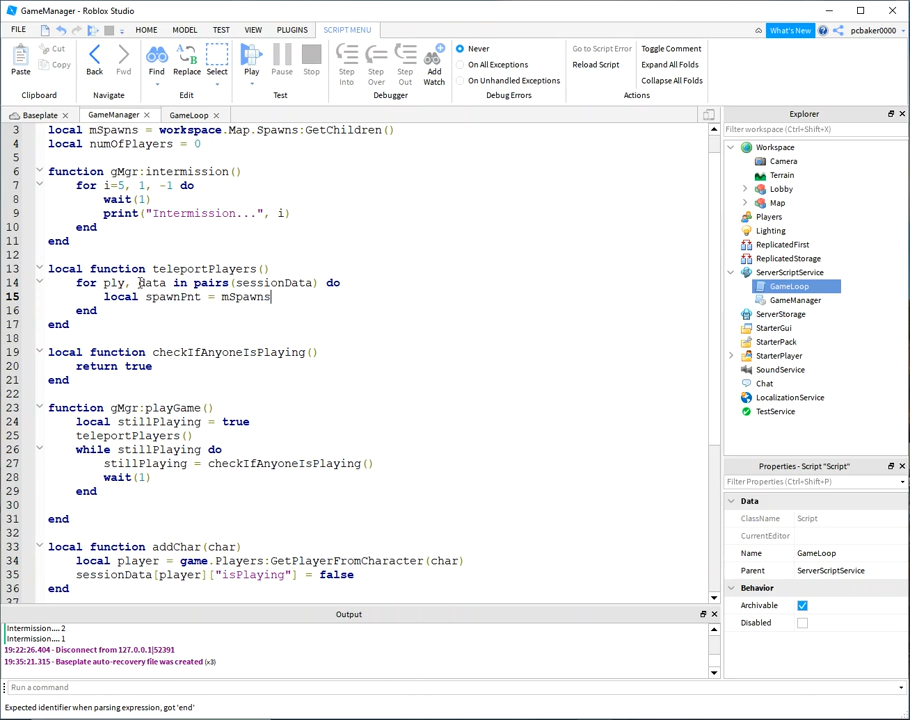 GameManager - Roblox Studio
FILE HOME MODEL TEST VIEW PLUGINS SCRIPT MENU What's New pcbaker0000
Paste Cut Copy Back Fwd Find Replace Select Play Pause Stop Step Into Step Over Step Out Add Watch
Never
On All Exceptions
On Unhandled Exceptions
Go to Script Error
Reload Script
Toggle Comment
Expand All Folds
Collapse All Folds
Clipboard Navigate Edit Test Debugger Debug Errors Actions
Baseplate GameManager GameLoop
3 local mSpawns = workspace.Map.Spawns:GetChildren()
4 local numOfPlayers = 0
5
6 function gMgr:intermission()
7 for i=5, 1, -1 do
8 wait(1)
9 print("Intermission...", i)
10 end
11 end
12
13 local function teleportPlayers()
14 for ply, data in pairs(sessionData) do
15 local spawnPnt = mSpawns
16 end
17 end
18
19 local function checkIfAnyoneIsPlaying()
20 return true
21 end
22
23 function gMgr:playGame()
24 local stillPlaying = true
25 teleportPlayers()
26 while stillPlaying do
27 stillPlaying = checkIfAnyoneIsPlaying()
28 wait(1)
29 end
30
31 end
32
33 local function addChar(char)
34 local player = game.Players:GetPlayerFromCharacter(char)
35 sessionData[player]["isPlaying"] = false
36 end
37
Explorer
Filter workspace (Ctrl+Shift+X)
Workspace
Camera
Terrain
Lobby
Map
Players
Lighting
ReplicatedFirst
ReplicatedStorage
ServerScriptService
GameLoop
GameManager
ServerStorage
StarterGui
StarterPack
StarterPlayer
SoundService
Chat
LocalizationService
TestService
Properties - Script "Script"
Filter Properties (Ctrl+Shift+P)
Data
ClassName Script
CurrentEditor
Name GameLoop
Parent ServerScriptService
Behavior
Archivable
Disabled
Output
Intermission... 2
Intermission... 1
19:22:26.404 - Disconnect from 127.0.0.1|52391
19:35:21.315 - Baseplate auto-recovery file was created (x3)
Run a command
Expected identifier when parsing expression, got 'end'